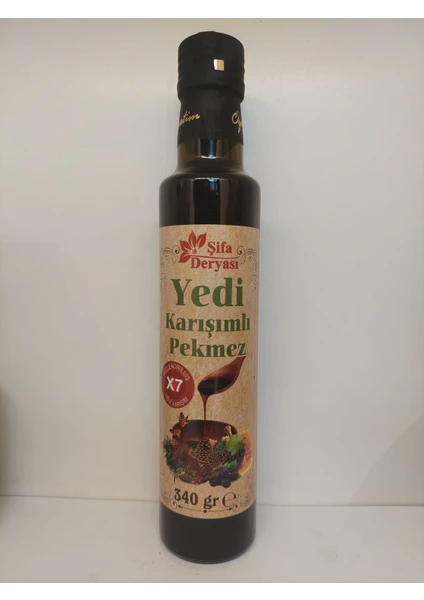 Şifa
Deryası
Yedi
Karışımlı
Pekmez
X7
340 gr ℮